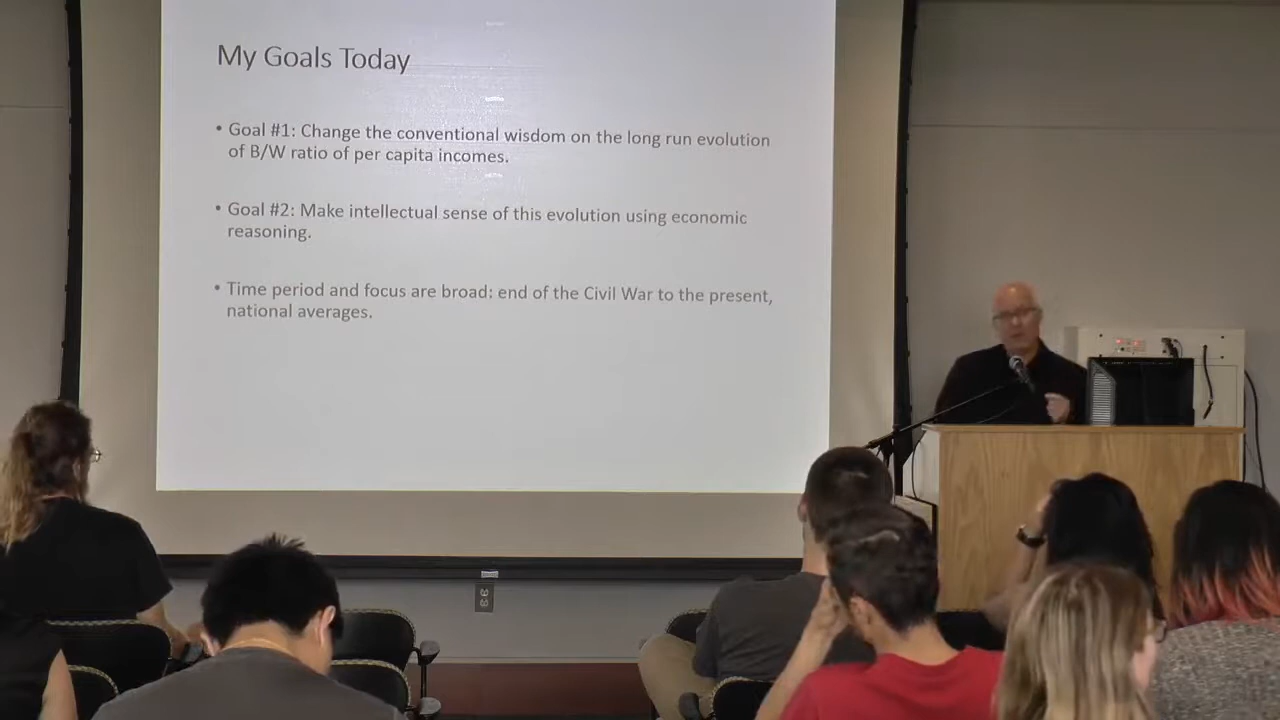 My Goals Today
• Goal #1: Change the conventional wisdom on the long run evolution
of B/W ratio of per capita incomes.
• Goal #2: Make intellectual sense of this evolution using economic
reasoning.
• Time period and focus are broad: end of the Civil War to the present,
national averages.